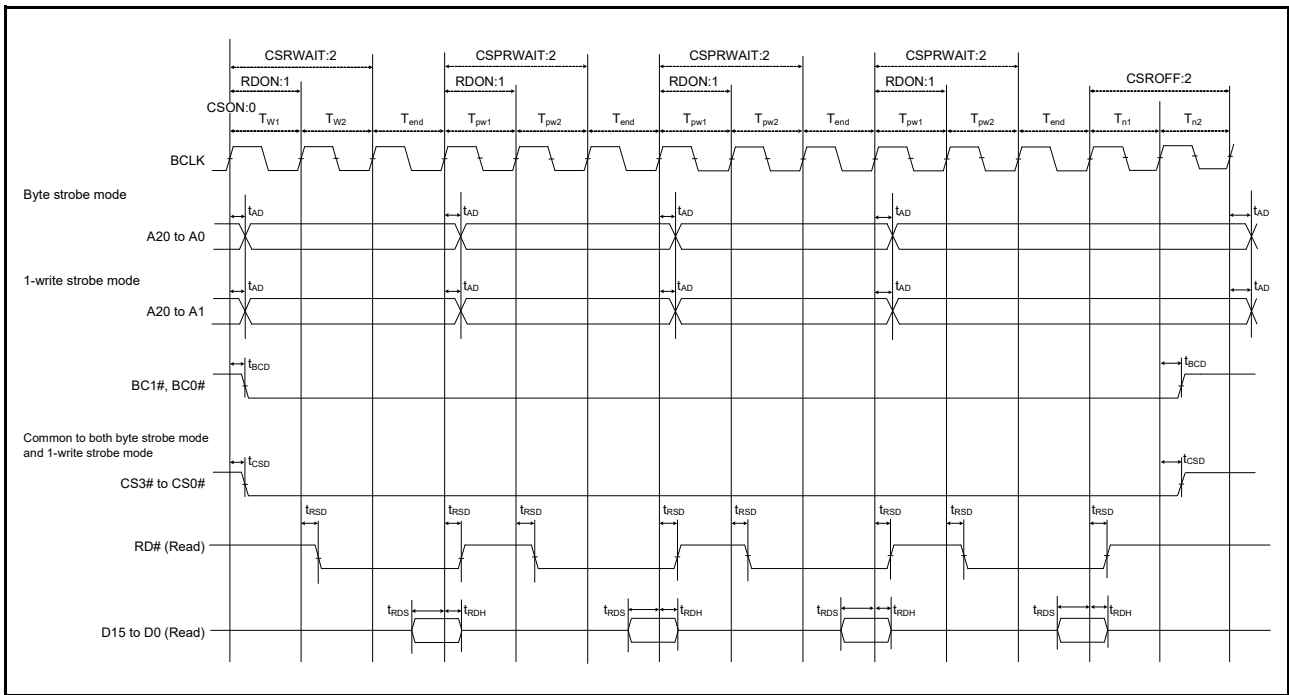 CSRWAIT:2 CSPRWAIT:2 CSPRWAIT:2 CSPRWAIT:2
RDON:1 RDON:1 RDON:1 RDON:1 CSROFF:2
CSON:0
TW1 TW2 Tend Tpw1 Tpw2 Tend Tpw1 Tpw2 Tend Tpw1 Tpw2 Tend Tn1 Tn2
BCLK
Byte strobe mode
tAD tAD tAD tAD tAD
A20 to A0
1-write strobe mode
tAD tAD tAD tAD tAD
A20 to A1
tBCD tBCD
BC1#, BC0#
Common to both byte strobe mode
and 1-write strobe mode
tCSD tCSD
CS3# to CS0#
tRSD tRSD tRSD tRSD tRSD tRSD tRSD tRSD
RD# (Read)
tRDS tRDH tRDS tRDH tRDS tRDH tRDS tRDH
D15 to D0 (Read)